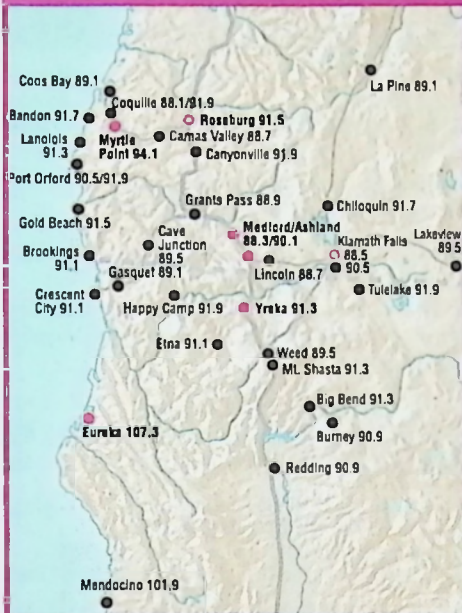 La Pine 89.1
Coos Bay 89.1
Coquille 88.1/91.9
Bandon 91.7
Roseburg 91.5
Myrtle
Point 94.1
Camas Valley 88.7
Langlois
91.3
Canyonville 91.9
Port Orford 90.5/91.9
Grants Pass 88.9
Chiloquin 91.7
Gold Beach 91.5
Cave
Junction
89.5
Medford/Ashland
88.3/90.1
Klamath Falls
88.5
90.5
Lakeview
89.5
Brookings
91.1
Lincoln 88.7
Gasquet 89.1
Crescent
City 91.1
Happy Camp 91.9
Tulelake 91.9
Yreka 91.3
Etna 91.1
Weed 89.5
Mt. Shasta 91.3
Big Bend 91.3
Burney 90.9
Eureka 107.3
Redding 90.9
Mendocino 101.9